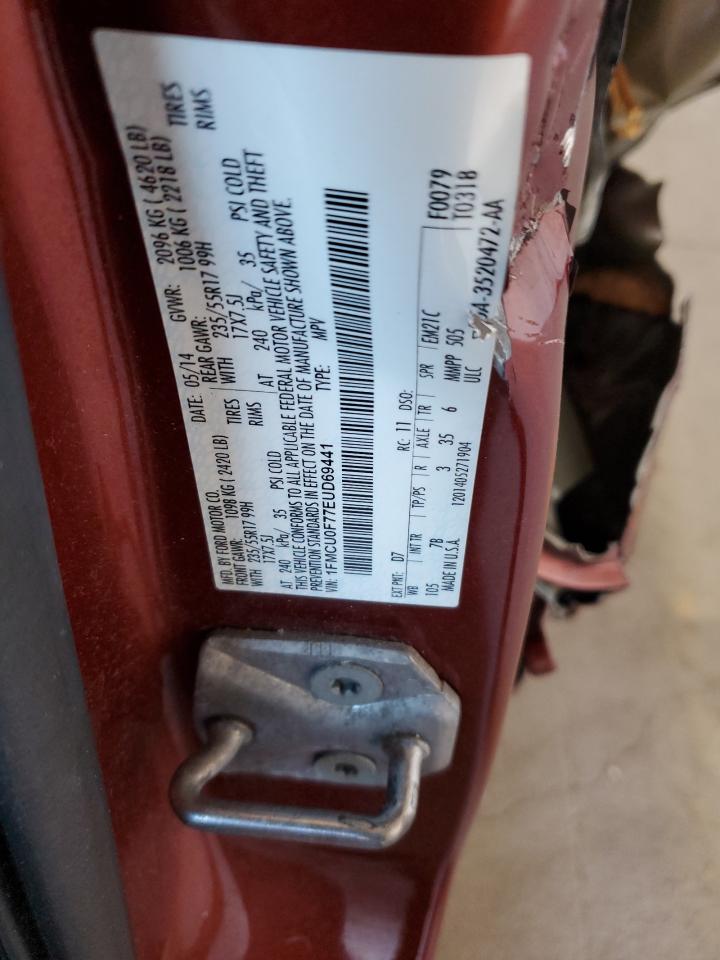 MFD. BY FORD MOTOR CO.
DATE: 05/14 GVWR: 2096 KG ( 4620 LB)
FRONT GAWR: 1098 KG ( 2420 LB) REAR GAWR: 1006 KG ( 2218 LB)
WITH 235/55R17 99H TIRES WITH 235/55R17 99H TIRES
17X7.5J RIMS 17X7.5J RIMS
AT 240 kPa/ 35 PSI COLD AT 240 kPa/ 35 PSI COLD
THIS VEHICLE CONFORMS TO ALL APPLICABLE FEDERAL MOTOR VEHICLE SAFETY AND THEFT
PREVENTION STANDARDS IN EFFECT ON THE DATE OF MANUFACTURE SHOWN ABOVE.
VIN: 1FMCU0F77EUD69441 TYPE: MPV
EXT PNT: D7 RC: 11 DSO: F0079
WB INT TR TP/PS R AXLE TR SPR EM21C T0318
105 7B 3 35 6 MMPP 505
MADE IN U.S.A. 1201405271904 ULC A-3520472-AA